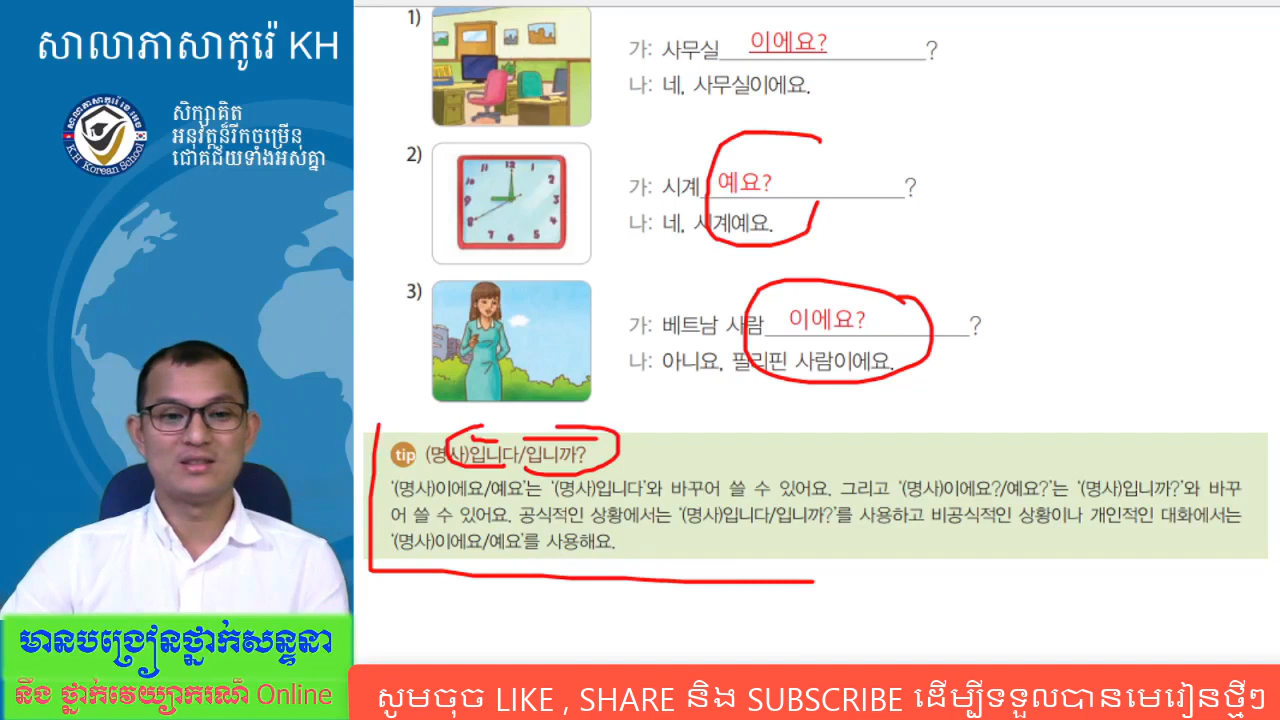 សាលាភាសាកូរ៉េ KH
សិក្សាគិត
អនុវត្តន៍រីកចម្រើន
ជោគជ័យទាំងអស់គ្នា
K.H Korean School
មានបង្រៀនថ្នាក់សន្ទនា
និង ថ្នាក់វេយ្យាករណ៍ Online
1)
가: 사무실 이에요? ?
나: 네, 사무실이에요.
2)
가: 시계 예요? ?
나: 네, 시계예요.
3)
가: 베트남 사람 이에요? ?
나: 아니요, 필리핀 사람이에요.
tip (명사)입니다/입니까?
‘(명사)이에요/예요’는 ‘(명사)입니다’와 바꾸어 쓸 수 있어요. 그리고 ‘(명사)이에요?/예요?’는 ‘(명사)입니까?’와 바꾸
어 쓸 수 있어요. 공식적인 상황에서는 ‘(명사)입니다/입니까?’를 사용하고 비공식적인 상황이나 개인적인 대화에서는
‘(명사)이에요/예요’를 사용해요.
សូមចុច LIKE , SHARE និង SUBSCRIBE ដើម្បីទទួលបានមេរៀនថ្មីៗ